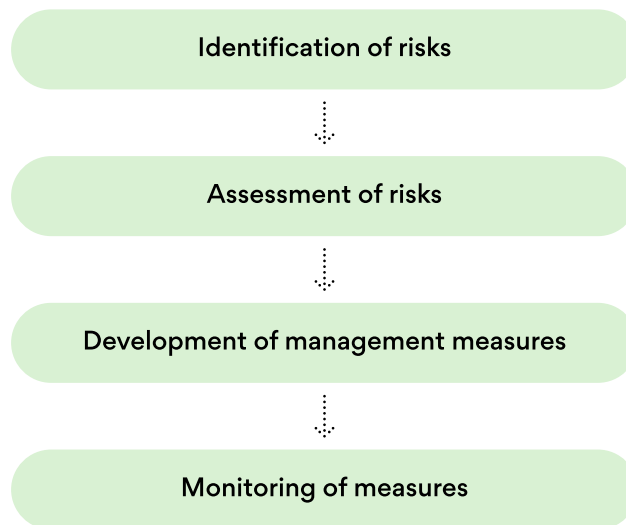 Identification of risks
Assessment of risks
Development of management measures
Monitoring of measures